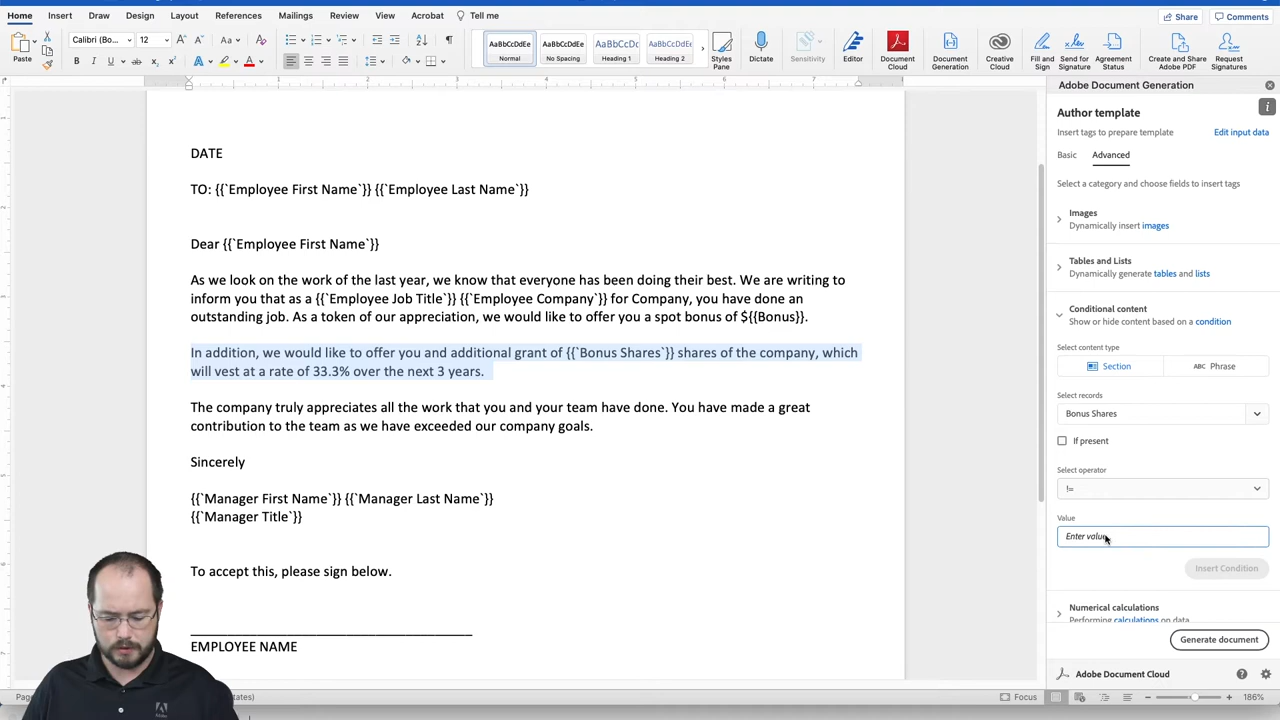 Home Insert Draw Design Layout References Mailings Review View Acrobat Tell me
Share Comments
Paste
Calibri (Bo... 12
AaBbCcDdEe AaBbCcDdEe AaBbCcDc AaBbCcDdE
Normal No Spacing Heading 1 Heading 2
Styles Pane
Dictate
Sensitivity
Editor
Document Cloud
Document Generation
Creative Cloud
Fill and Sign
Send for Signature
Agreement Status
Create and Share Adobe PDF
Request Signatures
1 2 3 4 5 6 7
DATE
TO: {{`Employee First Name`}} {{`Employee Last Name`}}
Dear {{`Employee First Name`}}
As we look on the work of the last year, we know that everyone has been doing their best. We are writing to
inform you that as a {{`Employee Job Title`}} {{`Employee Company`}} for Company, you have done an
outstanding job. As a token of our appreciation, we would like to offer you a spot bonus of ${{Bonus}}.
In addition, we would like to offer you and additional grant of {{`Bonus Shares`}} shares of the company, which
will vest at a rate of 33.3% over the next 3 years.
The company truly appreciates all the work that you and your team have done. You have made a great
contribution to the team as we have exceeded our company goals.
Sincerely
{{`Manager First Name`}} {{`Manager Last Name`}}
{{`Manager Title`}}
To accept this, please sign below.
EMPLOYEE NAME
Adobe Document Generation
Author template
Insert tags to prepare template Edit input data
Basic Advanced
Select a category and choose fields to insert tags
Images
Dynamically insert images
Tables and Lists
Dynamically generate tables and lists
Conditional content
Show or hide content based on a condition
Select content type
Section ABC Phrase
Select records
Bonus Shares
If present
Select operator
!=
Value
Enter value
Insert Condition
Numerical calculations
Performing calculations on data
Generate document
Adobe Document Cloud
Focus
186%